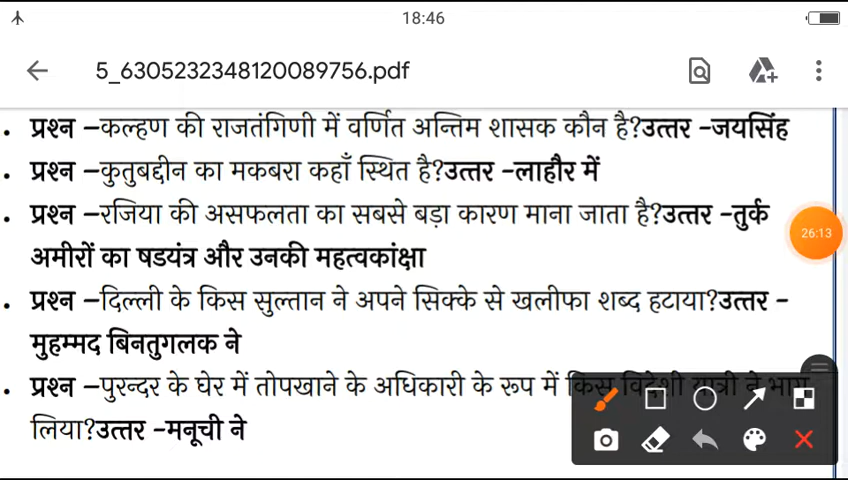 18:46
5_6305232348120089756.pdf
• प्रश्न –कल्हण की राजतंगिणी में वर्णित अन्तिम शासक कौन है?उत्तर -जयसिंह
• प्रश्न –कुतुबद्दीन का मकबरा कहाँ स्थित है?उत्तर -लाहौर में
• प्रश्न –रजिया की असफलता का सबसे बड़ा कारण माना जाता है?उत्तर -तुर्क
26:13
अमीरों का षडयंत्र और उनकी महत्वकांक्षा
• प्रश्न –दिल्ली के किस सुल्तान ने अपने सिक्के से खलीफा शब्द हटाया?उत्तर -
मुहम्मद बिनतुगलक ने
• प्रश्न –पुरन्दर के घेर में तोपखाने के अधिकारी के रूप में किस विदेशी यात्री ने भाग
लिया?उत्तर -मनूची ने